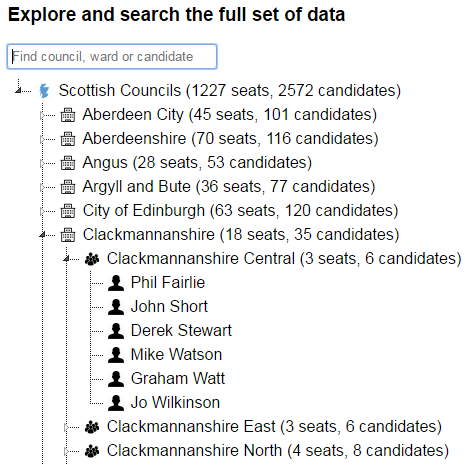 Explore and search the full set of data
Find council, ward or candidate
Scottish Councils (1227 seats, 2572 candidates)
Aberdeen City (45 seats, 101 candidates)
Aberdeenshire (70 seats, 116 candidates)
Angus (28 seats, 53 candidates)
Argyll and Bute (36 seats, 77 candidates)
City of Edinburgh (63 seats, 120 candidates)
Clackmannanshire (18 seats, 35 candidates)
Clackmannanshire Central (3 seats, 6 candidates)
Phil Fairlie
John Short
Derek Stewart
Mike Watson
Graham Watt
Jo Wilkinson
Clackmannanshire East (3 seats, 6 candidates)
Clackmannanshire North (4 seats, 8 candidates)